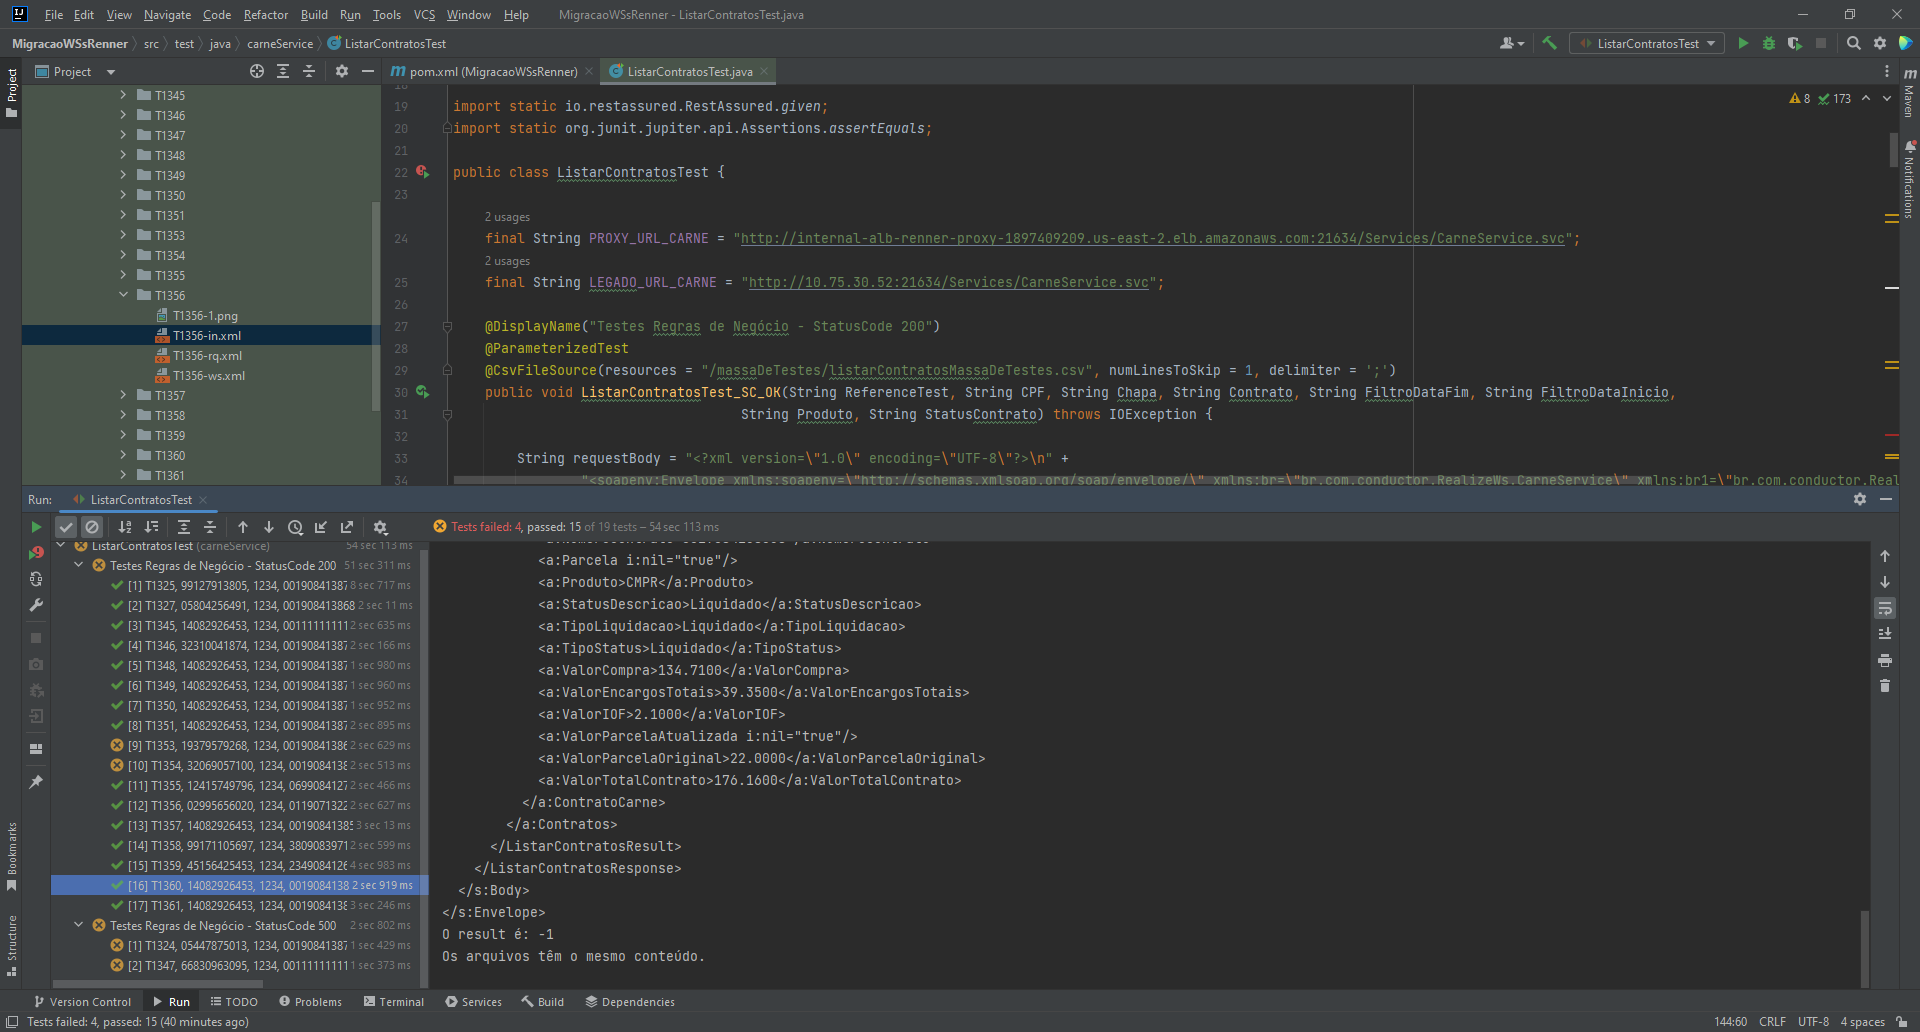 File Edit View Navigate Code Refactor Build Run Tools VCS Window Help MigracaoWSsRenner - ListarContratosTest.java
MigracaoWSsRenner src test java carneService ListarContratosTest
ListarContratosTest
Project
pom.xml (MigracaoWSsRenner)
ListarContratosTest.java
Project
Maven
Notifications
T1345
T1346
T1347
T1348
T1349
T1350
T1351
T1353
T1354
T1355
T1356
T1356-1.png
T1356-in.xml
T1356-rq.xml
T1356-ws.xml
T1357
T1358
T1359
T1360
T1361
8 173
18
19 import static io.restassured.RestAssured.given;
20 import static org.junit.jupiter.api.Assertions.assertEquals;
21
22 public class ListarContratosTest {
23
2 usages
24 final String PROXY_URL_CARNE = "http://internal-alb-renner-proxy-1897409209.us-east-2.elb.amazonaws.com:21634/Services/CarneService.svc";
2 usages
25 final String LEGADO_URL_CARNE = "http://10.75.30.52:21634/Services/CarneService.svc";
26
27 @DisplayName("Testes Regras de Negócio - StatusCode 200")
28 @ParameterizedTest
29 @CsvFileSource(resources = "/massaDeTestes/listarContratosMassaDeTestes.csv", numLinesToSkip = 1, delimiter = ';')
30 public void ListarContratosTest_SC_OK(String ReferenceTest, String CPF, String Chapa, String Contrato, String FiltroDataFim, String FiltroDataInicio,
31 String Produto, String StatusContrato) throws IOException {
32
33 String requestBody = "<?xml version=\"1.0\" encoding=\"UTF-8\"?>\n" +
34 "<soapenv:Envelope xmlns:soapenv=\"http://schemas.xmlsoap.org/soap/envelope/\" xmlns:br=\"br.com.conductor.RealizeWs.CarneService\" xmlns:br1=\"br.com.conductor.Real
Run: ListarContratosTest
Tests failed: 4, passed: 15 of 19 tests – 54 sec 113 ms
ListarContratosTest (carneService) 54 sec 113 ms
Testes Regras de Negócio - StatusCode 200 51 sec 311 ms
[1] T1325, 99127913805, 1234, 00190841387 8 sec 717 ms
[2] T1327, 05804256491, 1234, 001908413868 2 sec 11 ms
[3] T1345, 14082926453, 1234, 00111111111 2 sec 635 ms
[4] T1346, 32310041874, 1234, 00190841387 2 sec 166 ms
[5] T1348, 14082926453, 1234, 00190841387 1 sec 980 ms
[6] T1349, 14082926453, 1234, 00190841387 1 sec 960 ms
[7] T1350, 14082926453, 1234, 00190841387 1 sec 952 ms
[8] T1351, 14082926453, 1234, 00190841387 2 sec 895 ms
[9] T1353, 19379579268, 1234, 00190841386 2 sec 629 ms
[10] T1354, 32069057100, 1234, 0019084138 2 sec 513 ms
[11] T1355, 12415749796, 1234, 0699084127 2 sec 466 ms
[12] T1356, 02995656020, 1234, 0119071322 2 sec 627 ms
[13] T1357, 14082926453, 1234, 00190841385 3 sec 13 ms
[14] T1358, 99171105697, 1234, 3809083971 2 sec 599 ms
[15] T1359, 45156425453, 1234, 2349084126 4 sec 983 ms
[16] T1360, 14082926453, 1234, 0019084138 2 sec 919 ms
[17] T1361, 14082926453, 1234, 0019084138 3 sec 246 ms
Testes Regras de Negócio - StatusCode 500 2 sec 802 ms
[1] T1324, 05447875013, 1234, 00190841387 1 sec 429 ms
[2] T1347, 66830963095, 1234, 00111111111 1 sec 373 ms
<a:Parcela i:nil="true"/>
<a:Produto>CMPR</a:Produto>
<a:StatusDescricao>Liquidado</a:StatusDescricao>
<a:TipoLiquidacao>Liquidado</a:TipoLiquidacao>
<a:TipoStatus>Liquidado</a:TipoStatus>
<a:ValorCompra>134.7100</a:ValorCompra>
<a:ValorEncargosTotais>39.3500</a:ValorEncargosTotais>
<a:ValorIOF>2.1000</a:ValorIOF>
<a:ValorParcelaAtualizada i:nil="true"/>
<a:ValorParcelaOriginal>22.0000</a:ValorParcelaOriginal>
<a:ValorTotalContrato>176.1600</a:ValorTotalContrato>
</a:ContratoCarne>
</a:Contratos>
</ListarContratosResult>
</ListarContratosResponse>
</s:Body>
</s:Envelope>
O result é: -1
Os arquivos têm o mesmo conteúdo.
Bookmarks
Structure
Version Control Run TODO Problems Terminal Services Build Dependencies
Tests failed: 4, passed: 15 (40 minutes ago) 144:60 CRLF UTF-8 4 spaces